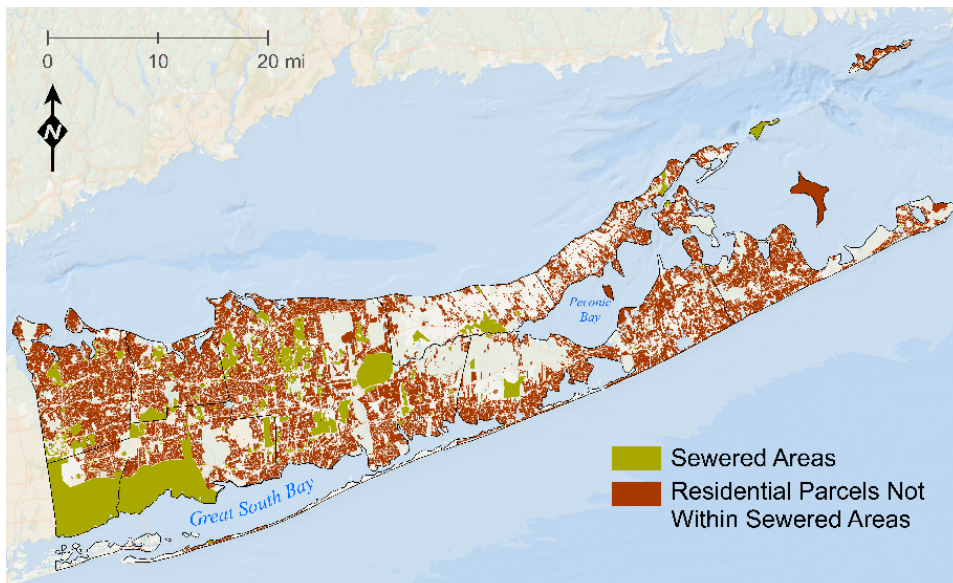 0 10 20 mi
N
Peconic
Bay
Great South Bay
Sewered Areas
Residential Parcels Not
Within Sewered Areas